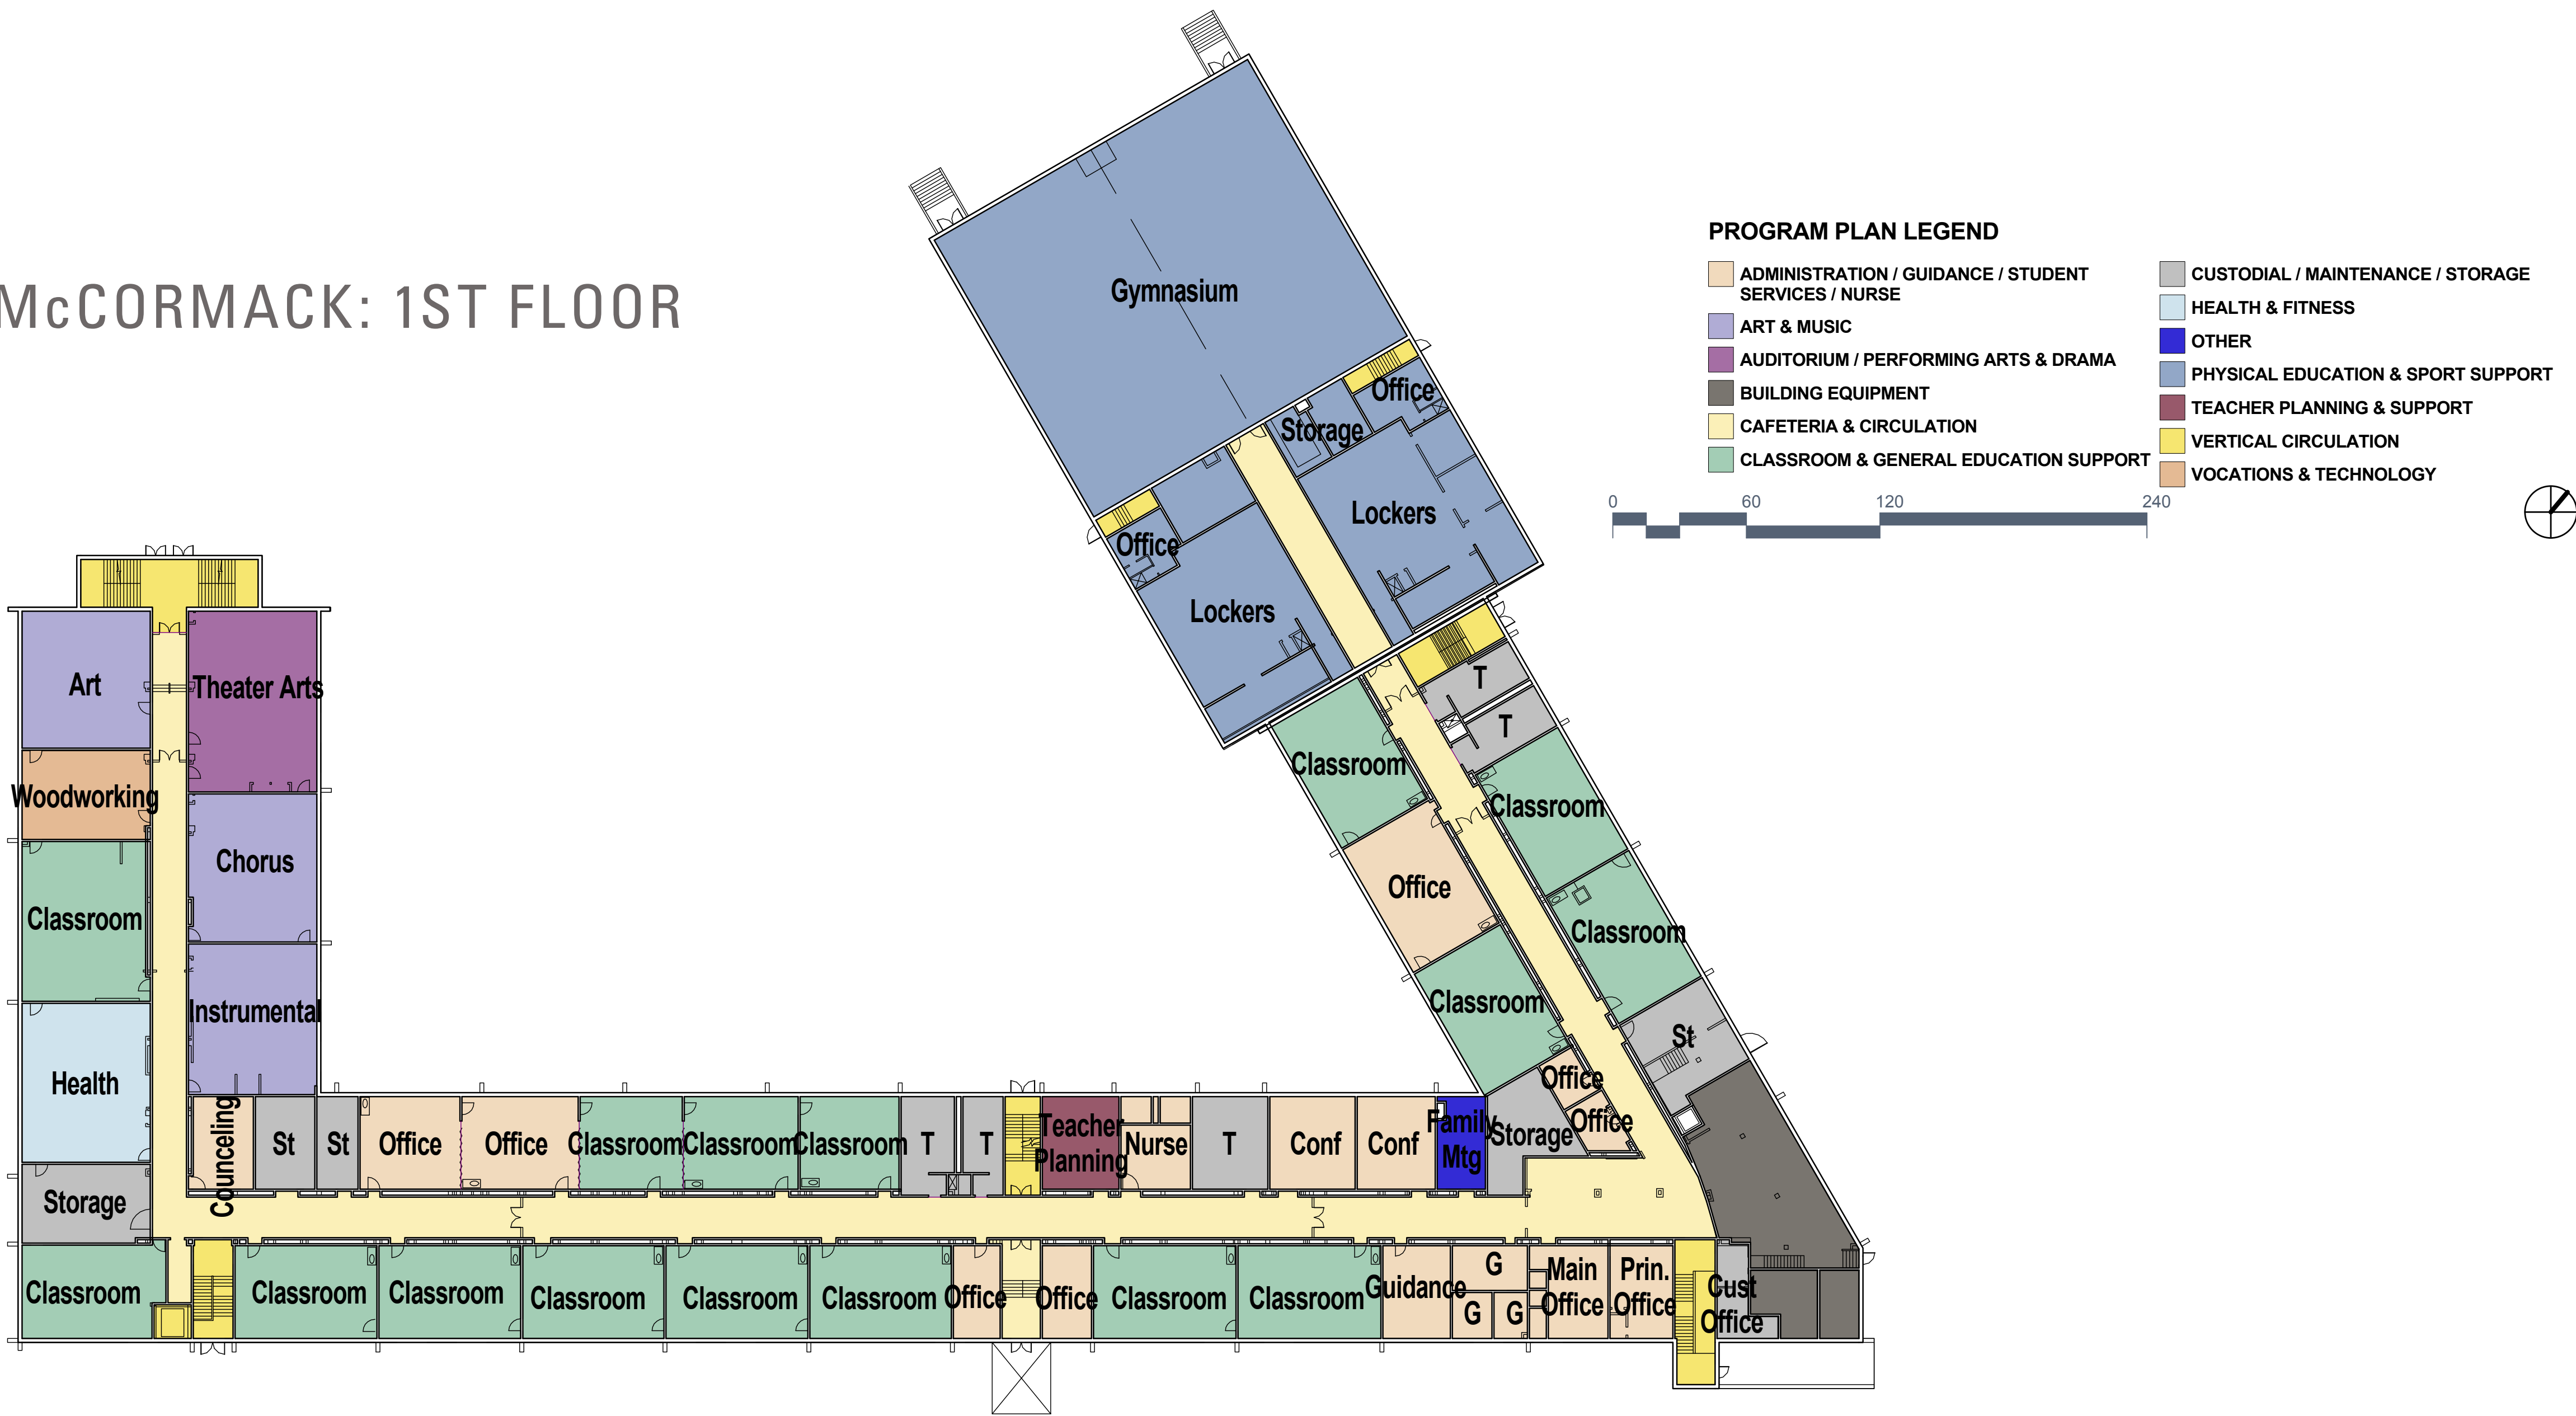 McCORMACK: 1ST FLOOR
PROGRAM PLAN LEGEND
ADMINISTRATION / GUIDANCE / STUDENT
SERVICES / NURSE
ART & MUSIC
AUDITORIUM / PERFORMING ARTS & DRAMA
BUILDING EQUIPMENT
CAFETERIA & CIRCULATION
CLASSROOM & GENERAL EDUCATION SUPPORT
CUSTODIAL / MAINTENANCE / STORAGE
HEALTH & FITNESS
OTHER
PHYSICAL EDUCATION & SPORT SUPPORT
TEACHER PLANNING & SUPPORT
VERTICAL CIRCULATION
VOCATIONS & TECHNOLOGY
0 60 120 240
Gymnasium
Office
Storage
Lockers
Office
Lockers
T
T
Classroom
Classroom
Office
Classroom
Classroom
St
Office
Office
Storage
Art
Theater Arts
Woodworking
Chorus
Classroom
Instrumental
Health
Storage
Counceling
St
St
Office
Office
Classroom
Classroom
Classroom
T
T
Teacher
Planning
Nurse
T
Conf
Conf
Family
Mtg
Classroom
Classroom
Classroom
Classroom
Classroom
Classroom
Office
Office
Classroom
Classroom
Guidance
G
G
G
Main
Office
Prin.
Office
Cust
Office